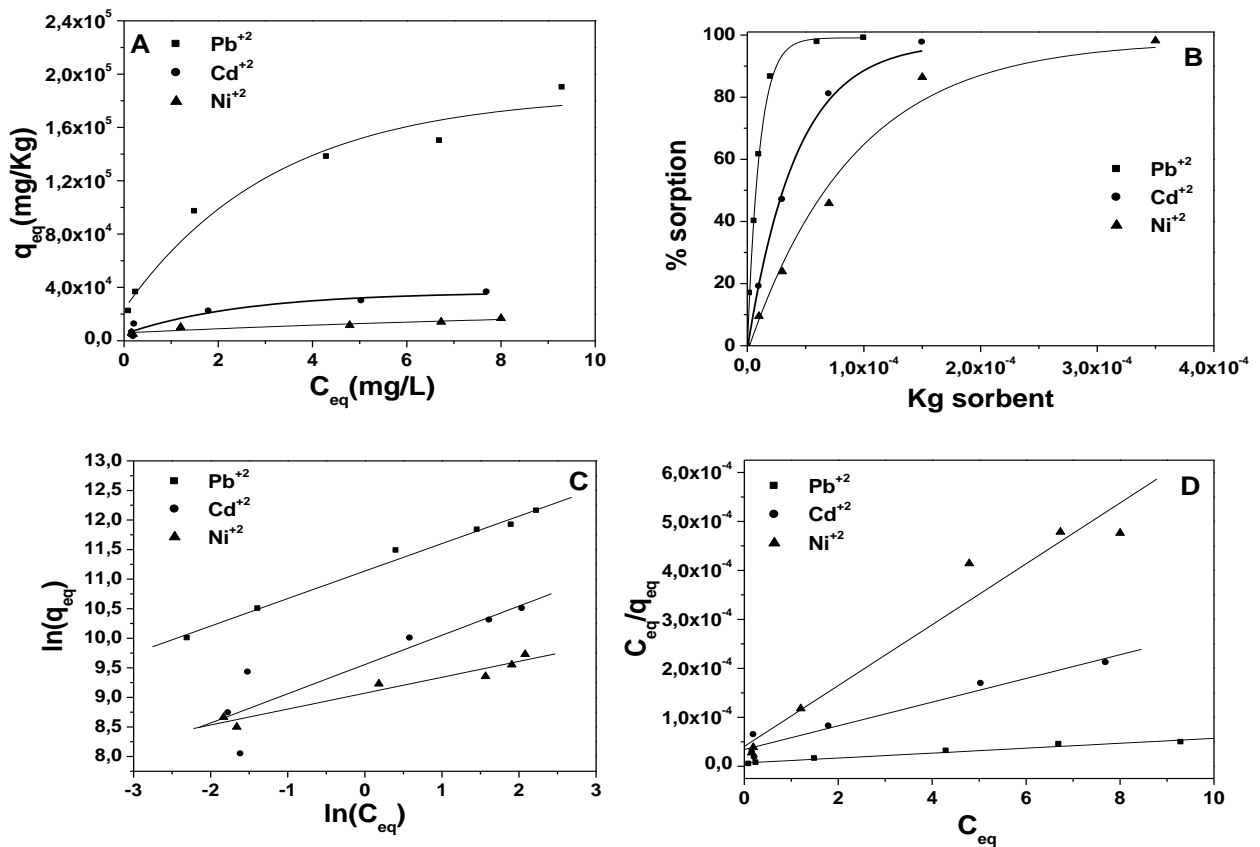 A
Pb+2
Cd+2
Ni+2
2,4x10^5
2,0x10^5
1,6x10^5
1,2x10^5
8,0x10^4
4,0x10^4
0,0
q_eq(mg/Kg)
0 2 4 6 8 10
C_eq(mg/L)
B
Pb+2
Cd+2
Ni+2
100
80
60
40
20
0
% sorption
0,0 1,0x10^-4 2,0x10^-4 3,0x10^-4 4,0x10^-4
Kg sorbent
C
Pb+2
Cd+2
Ni+2
13,0
12,5
12,0
11,5
11,0
10,5
10,0
9,5
9,0
8,5
8,0
ln(q_eq)
-3 -2 -1 0 1 2 3
ln(C_eq)
D
Pb+2
Cd+2
Ni+2
6,0x10^-4
5,0x10^-4
4,0x10^-4
3,0x10^-4
2,0x10^-4
1,0x10^-4
0,0
C_eq/q_eq
0 2 4 6 8 10
C_eq